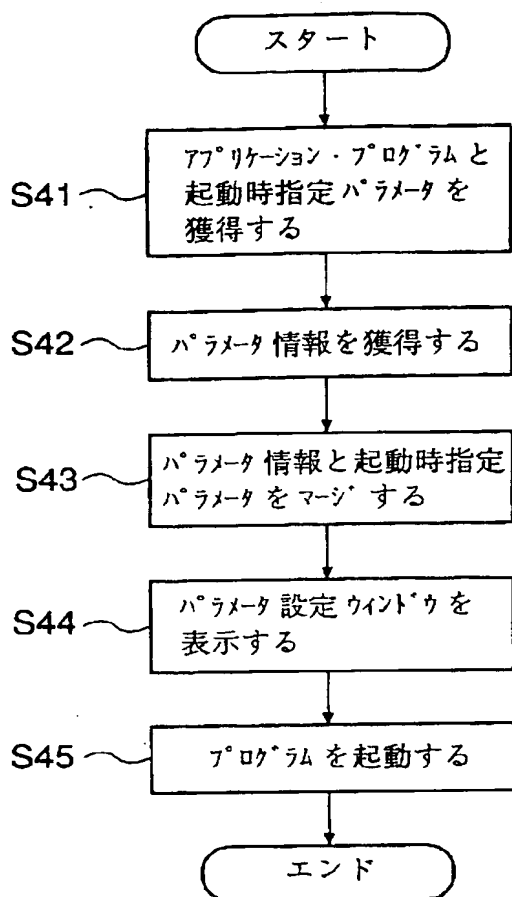 スタート
S41
アプリケーション・プログラムと
起動時指定パラメータを
獲得する
S42
パラメータ情報を獲得する
S43
パラメータ情報と起動時指定
パラメータをマージする
S44
パラメータ設定ウィンドウを
表示する
S45
プログラムを起動する
エンド